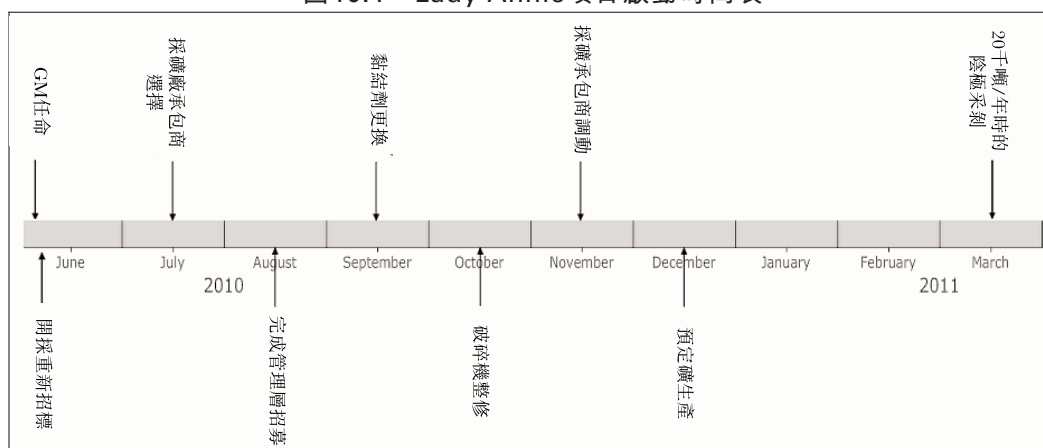 GM任命
採礦廠承包商
選擇
黏結劑更換
採礦承包商調動
20千噸/年時的
陰極采剝
June
July
August
September
October
November
December
January
February
March
2010
2011
開採重新招標
完成管理層招募
破碎機整修
預定礦生產